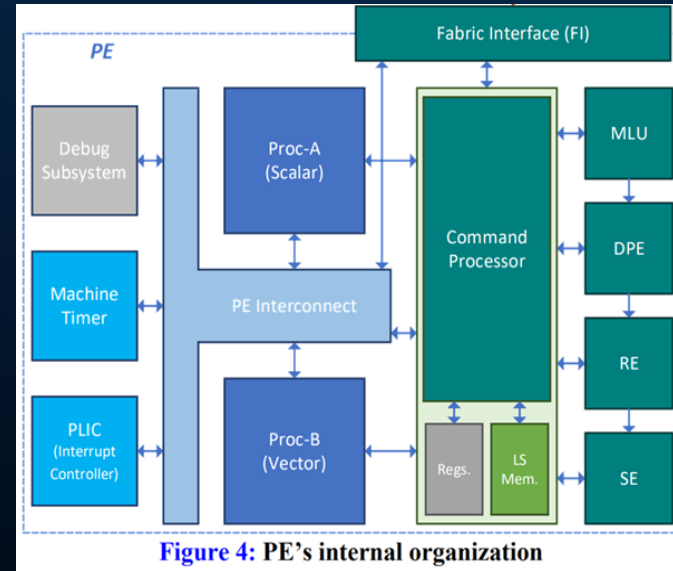 Fabric Interface (FI)
PE
Debug
Subsystem
Proc-A
(Scalar)
MLU
Command
Processor
DPE
Machine
Timer
PE Interconnect
RE
PLIC
(Interrupt
Controller)
Proc-B
(Vector)
Regs.
LS
Mem.
SE
Figure 4: PE's internal organization